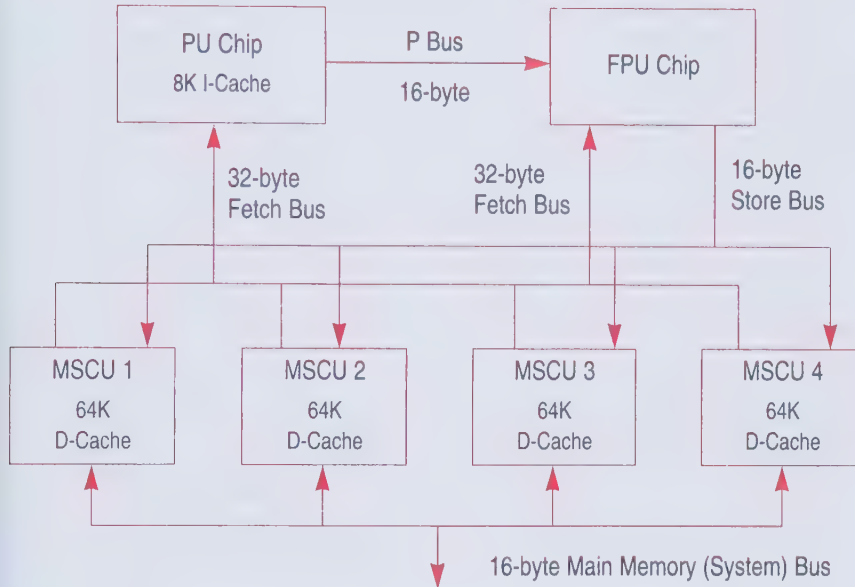 PU Chip
8K I-Cache
P Bus
16-byte
FPU Chip
32-byte
Fetch Bus
32-byte
Fetch Bus
16-byte
Store Bus
MSCU 1
64K
D-Cache
MSCU 2
64K
D-Cache
MSCU 3
64K
D-Cache
MSCU 4
64K
D-Cache
16-byte Main Memory (System) Bus